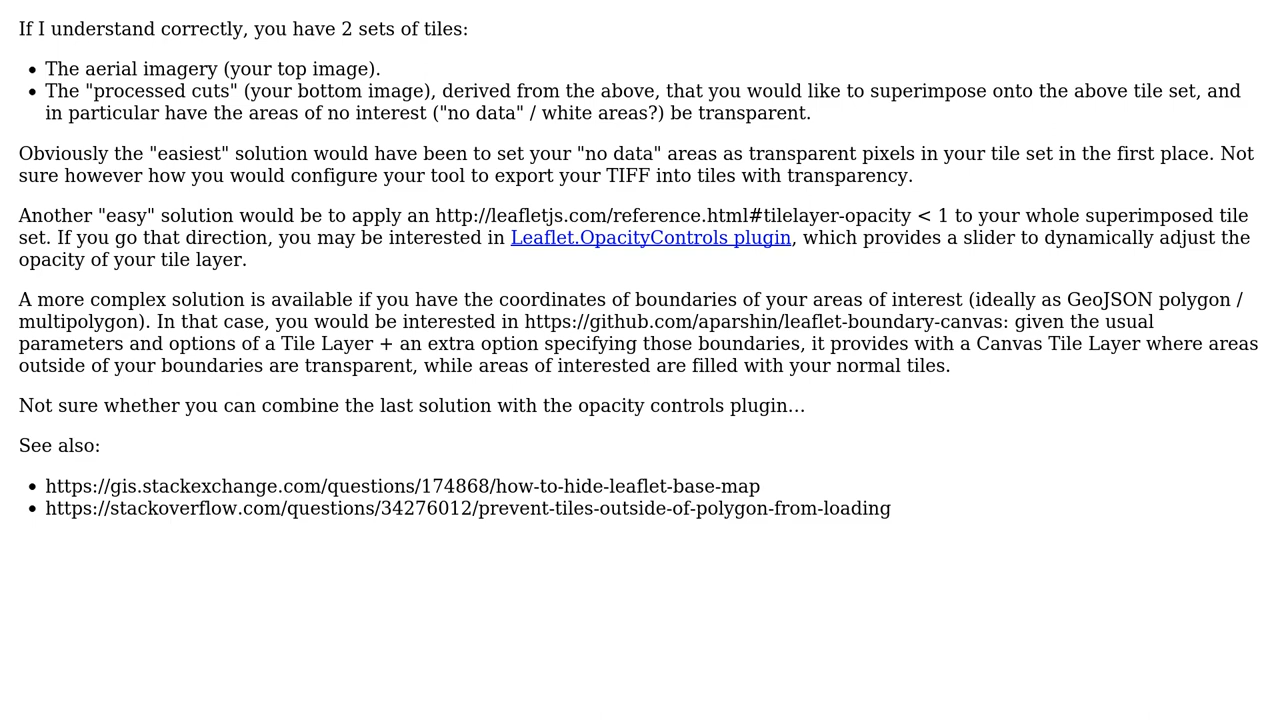 If I understand correctly, you have 2 sets of tiles:
The aerial imagery (your top image).
The "processed cuts" (your bottom image), derived from the above, that you would like to superimpose onto the above tile set, and
in particular have the areas of no interest ("no data" / white areas?) be transparent.
Obviously the "easiest" solution would have been to set your "no data" areas as transparent pixels in your tile set in the first place. Not
sure however how you would configure your tool to export your TIFF into tiles with transparency.
Another "easy" solution would be to apply an http://leafletjs.com/reference.html#tilelayer-opacity < 1 to your whole superimposed tile
set. If you go that direction, you may be interested in Leaflet.OpacityControls plugin, which provides a slider to dynamically adjust the
opacity of your tile layer.
A more complex solution is available if you have the coordinates of boundaries of your areas of interest (ideally as GeoJSON polygon /
multipolygon). In that case, you would be interested in https://github.com/aparshin/leaflet-boundary-canvas: given the usual
parameters and options of a Tile Layer + an extra option specifying those boundaries, it provides with a Canvas Tile Layer where areas
outside of your boundaries are transparent, while areas of interested are filled with your normal tiles.
Not sure whether you can combine the last solution with the opacity controls plugin…
See also:
https://gis.stackexchange.com/questions/174868/how-to-hide-leaflet-base-map
https://stackoverflow.com/questions/34276012/prevent-tiles-outside-of-polygon-from-loading